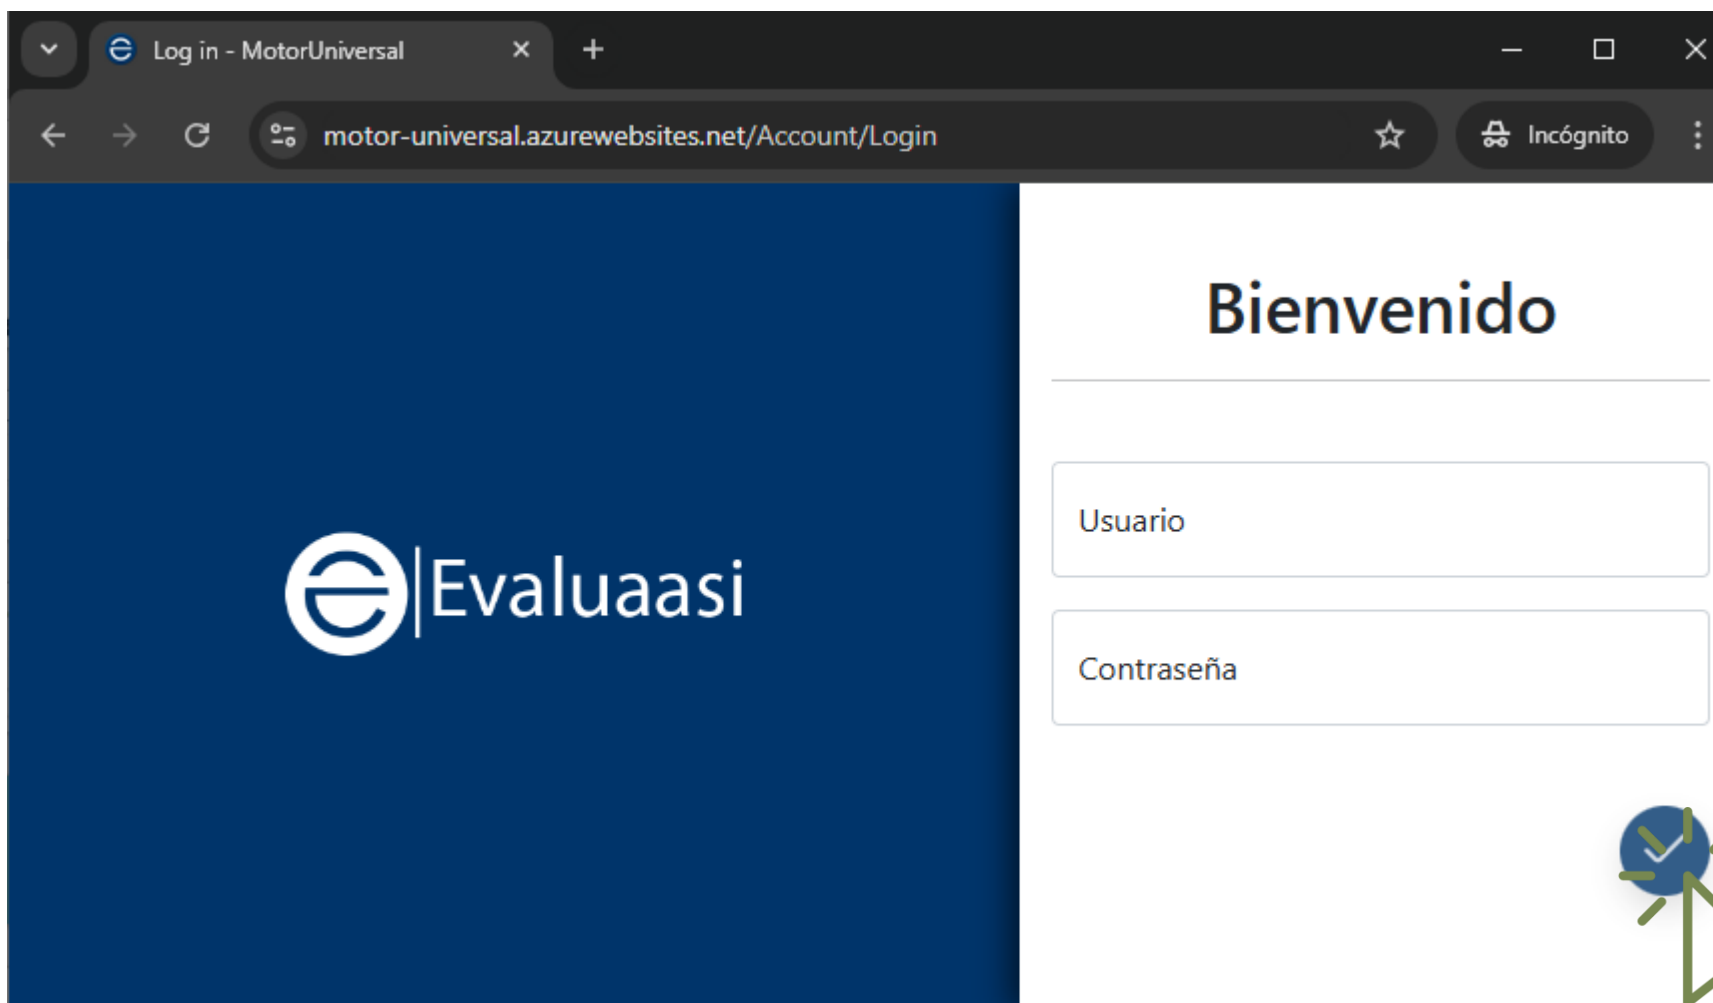 Log in - MotorUniversal
motor-universal.azurewebsites.net/Account/Login
Incógnito
Bienvenido
Usuario
Evaluaasi
Contraseña